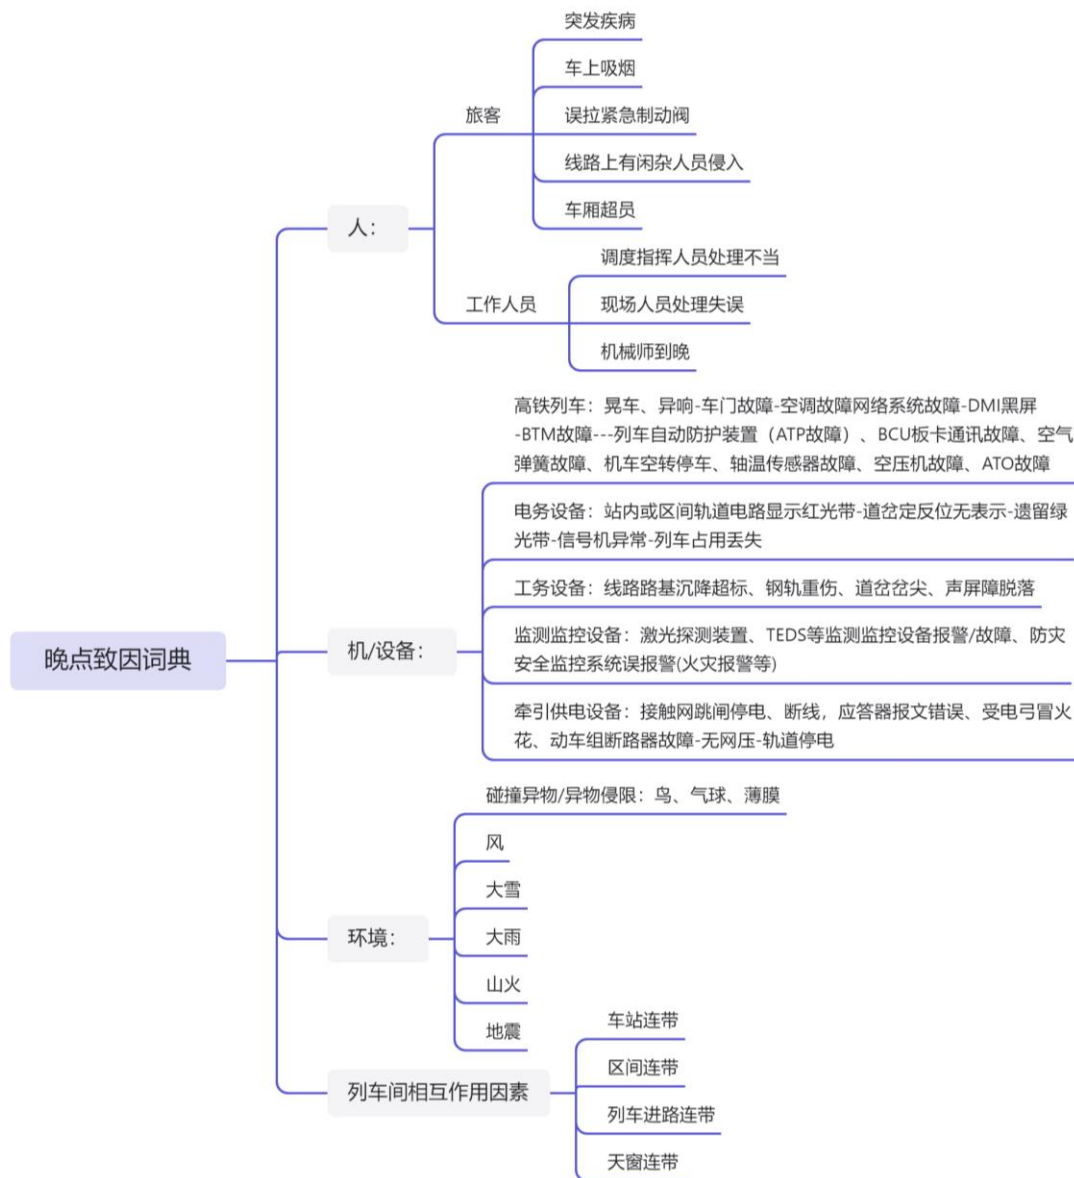 晚点致因词典
人：
旅客
突发疾病
车上吸烟
误拉紧急制动阀
线路上有闲杂人员侵入
车厢超员
工作人员
调度指挥人员处理不当
现场人员处理失误
机械师到晚
机/设备：
高铁列车：晃车、异响-车门故障-空调故障网络系统故障-DMI黑屏
-BTM故障---列车自动防护装置（ATP故障）、BCU板卡通讯故障、空气
弹簧故障、机车空转停车、轴温传感器故障、空压机故障、ATO故障
电务设备：站内或区间轨道电路显示红光带-道岔定反位无表示-遗留绿
光带-信号机异常-列车占用丢失
工务设备：线路路基沉降超标、钢轨重伤、道岔岔尖、声屏障脱落
监测监控设备：激光探测装置、TEDS等监测监控设备报警/故障、防灾
安全监控系统误报警(火灾报警等)
牵引供电设备：接触网跳闸停电、断线，应答器报文错误、受电弓冒火
花、动车组断路器故障-无网压-轨道停电
环境：
碰撞异物/异物侵限：鸟、气球、薄膜
风
大雪
大雨
山火
地震
列车间相互作用因素
车站连带
区间连带
列车进路连带
天窗连带